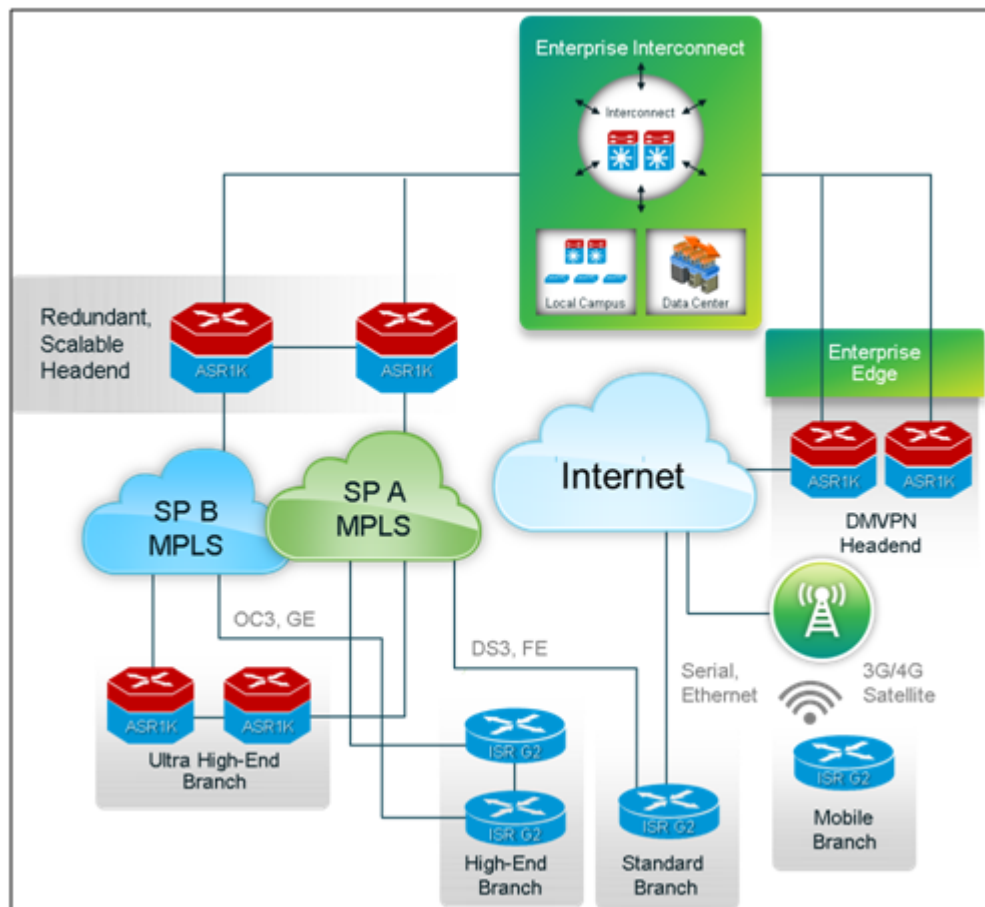 Enterprise Interconnect
Interconnect
Local Campus
Data Center
Redundant,
Scalable
Headend
ASR1K
ASR1K
Enterprise
Edge
ASR1K
ASR1K
DMVPN
Headend
Internet
SP B
MPLS
SP A
MPLS
OC3, GE
DS3, FE
Serial,
Ethernet
3G/4G
Satellite
ASR1K
ASR1K
Ultra High-End
Branch
ISR G2
ISR G2
High-End
Branch
ISR G2
Standard
Branch
ISR G2
Mobile
Branch